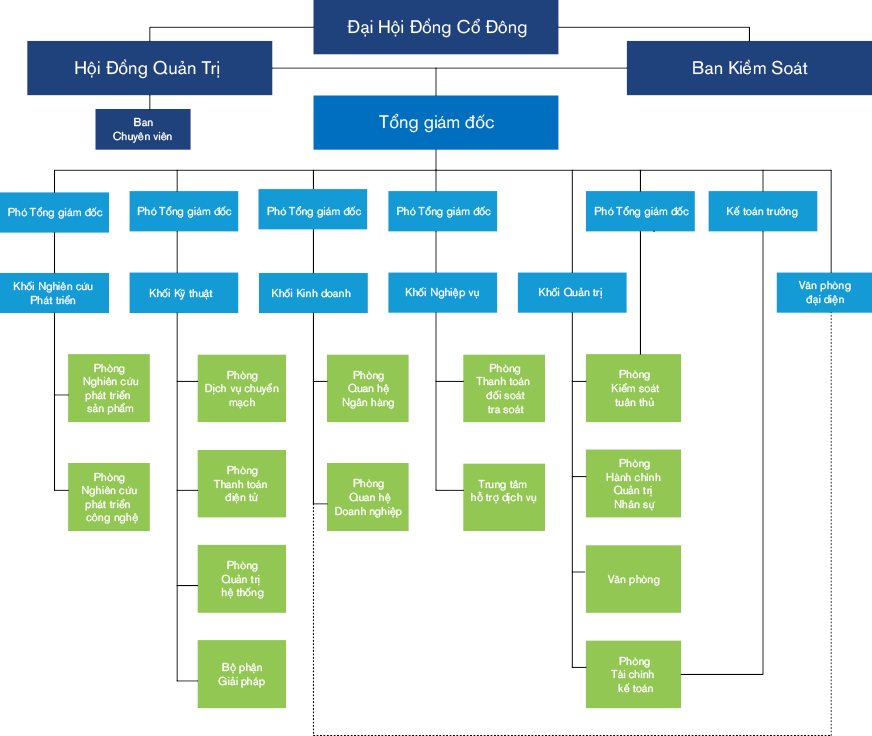 Đại Hội Đồng Cổ Đông
Hội Đồng Quản Trị
Ban Kiểm Soát
Ban
Chuyên viên
Tổng giám đốc
Phó Tổng giám đốc
Phó Tổng giám đốc
Phó Tổng giám đốc
Phó Tổng giám đốc
Phó Tổng giám đốc
Kế toán trưởng
Khối Nghiên cứu
Phát triển
Khối Kỹ thuật
Khối Kinh doanh
Khối Nghiệp vụ
Khối Quản trị
Văn phòng
đại diện
Phòng
Nghiên cứu
phát triển
sản phẩm
Phòng
Dịch vụ chuyển
mạch
Phòng
Quan hệ
Ngân hàng
Phòng
Thanh toán
đối soát
tra soát
Phòng
Kiểm soát
tuân thủ
Phòng
Nghiên cứu
phát triển
công nghệ
Phòng
Thanh toán
điện tử
Phòng
Quan hệ
Doanh nghiệp
Trung tâm
hỗ trợ dịch vụ
Phòng
Hành chính
Quản trị
Nhân sự
Phòng
Quản trị
hệ thống
Văn phòng
Bộ phận
Giải pháp
Phòng
Tài chính
kế toán